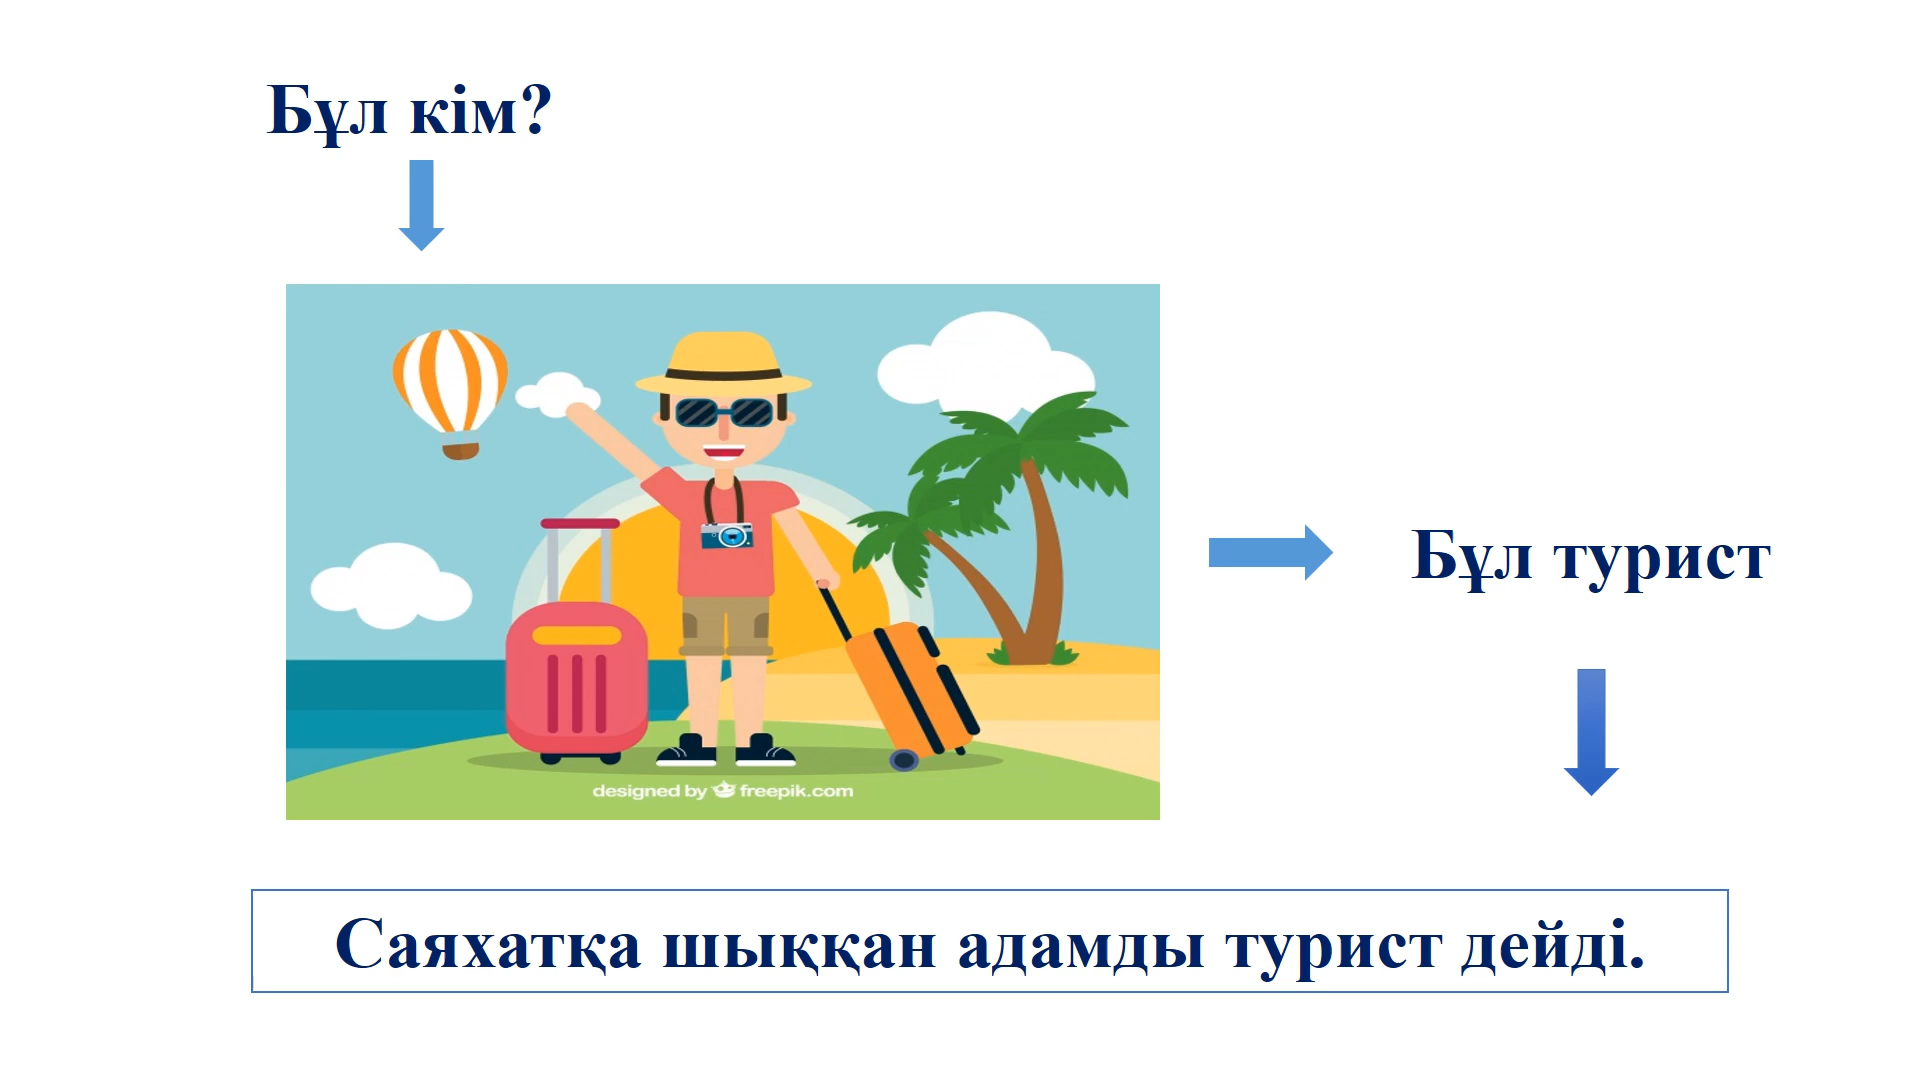 Бұл кім?
designed by freepik.com
Бұл турист
Саяхатқа шыққан адамды турист дейді.